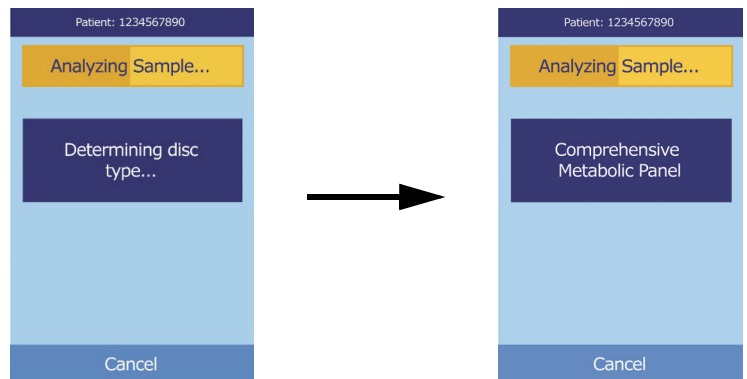 Patient: 1234567890
Analyzing Sample...
Determining disc
type...
Cancel
Patient: 1234567890
Analyzing Sample...
Comprehensive
Metabolic Panel
Cancel